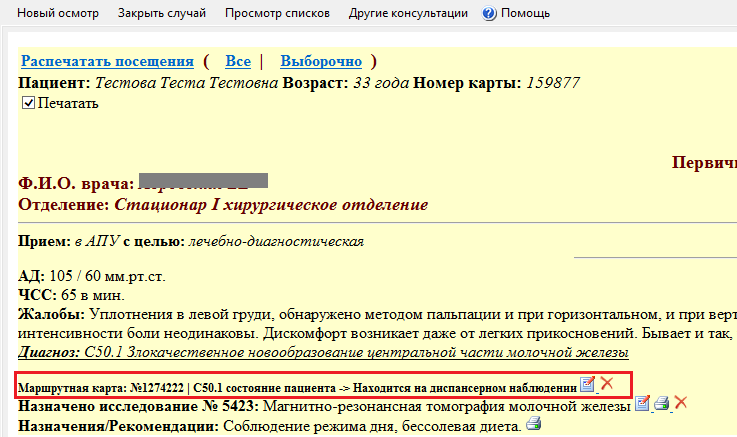 Новый осмотр Закрыть случай Просмотр списков Другие консультации Помощь
Распечатать посещения ( Все | Выборочно )
Пациент: Тестова Теста Тестовна Возраст: 33 года Номер карты: 159877
Печатать
Первичн
Ф.И.О. врача:
Отделение: Стационар I хирургическое отделение
Прием: в АПУ с целью: лечебно-диагностическая
АД: 105 / 60 мм.рт.ст.
ЧСС: 65 в мин.
Жалобы: Уплотнения в левой груди, обнаружено методом пальпации и при горизонтальном, и при верт
интенсивности боли неодинаковы. Дискомфорт возникает даже от легких прикосновений. Бывает и так,
Диагноз: C50.1 Злокачественное новообразование центральной части молочной железы
Маршрутная карта: №1274222 | C50.1 состояние пациента -> Находится на диспансерном наблюдении
Назначено исследование № 5423: Магнитно-резонансная томография молочной железы
Назначения/Рекомендации: Соблюдение режима дня, бессолевая диета.